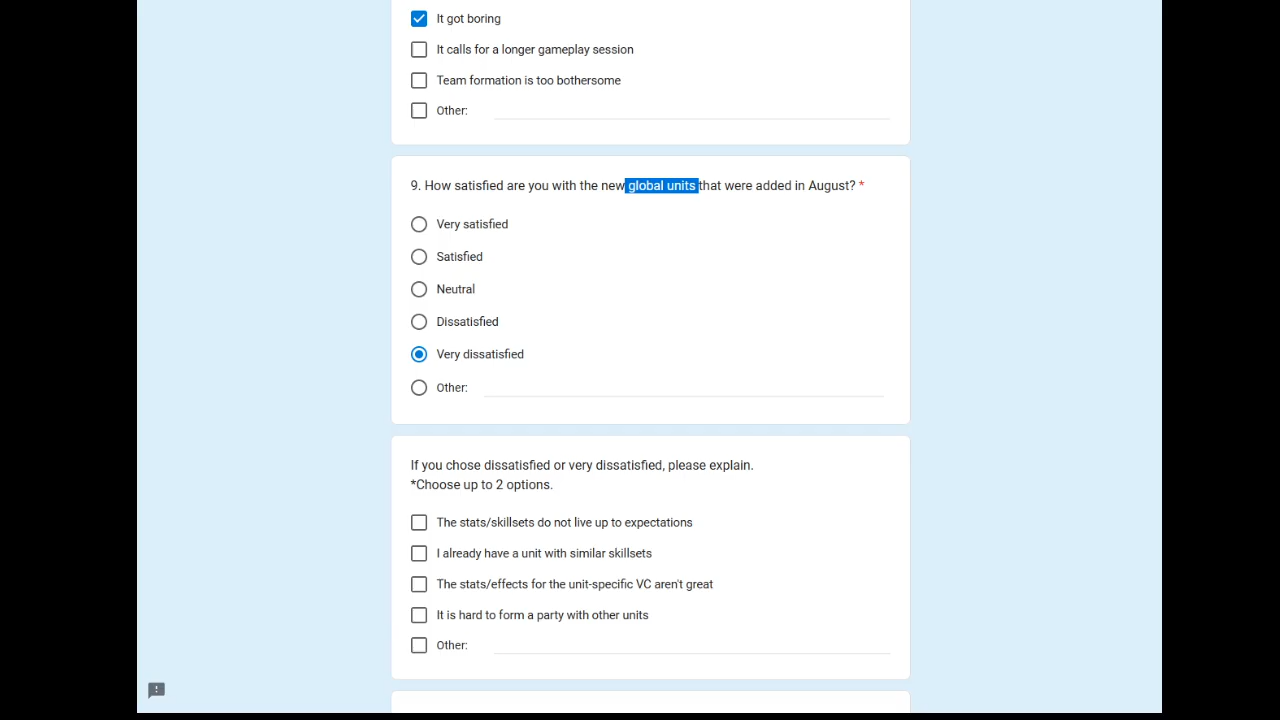 It got boring
It calls for a longer gameplay session
Team formation is too bothersome
Other:
9. How satisfied are you with the new global units that were added in August? *
Very satisfied
Satisfied
Neutral
Dissatisfied
Very dissatisfied
Other:
If you chose dissatisfied or very dissatisfied, please explain.
*Choose up to 2 options.
The stats/skillsets do not live up to expectations
I already have a unit with similar skillsets
The stats/effects for the unit-specific VC aren't great
It is hard to form a party with other units
Other: